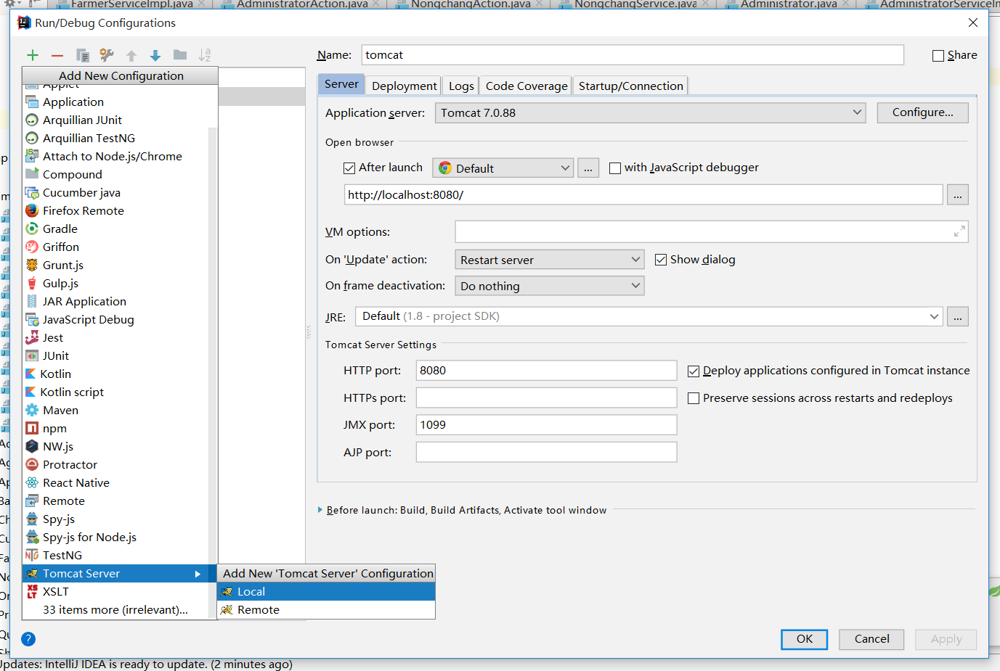 FarmerServiceImpl.java
AdministratorAction.java
NongchangAction.java
NongchangService.java
Administrator.java
AdministratorServiceIm
Run/Debug Configurations
Add New Configuration
Applet
Application
Arquillian JUnit
Arquillian TestNG
Attach to Node.js/Chrome
Compound
Cucumber java
Firefox Remote
Gradle
Griffon
Grunt.js
Gulp.js
JAR Application
JavaScript Debug
Jest
JUnit
Kotlin
Kotlin script
Maven
npm
NW.js
Protractor
React Native
Remote
Spy-js
Spy-js for Node.js
TestNG
Tomcat Server
XSLT
33 items more (irrelevant)...
Add New 'Tomcat Server' Configuration
Local
Remote
Name: tomcat
Share
Server Deployment Logs Code Coverage Startup/Connection
Application server: Tomcat 7.0.88 Configure...
Open browser
After launch Default ... with JavaScript debugger
http://localhost:8080/ ...
VM options:
On 'Update' action: Restart server Show dialog
On frame deactivation: Do nothing
JRE: Default (1.8 - project SDK) ...
Tomcat Server Settings
HTTP port: 8080 Deploy applications configured in Tomcat instance
HTTPs port: Preserve sessions across restarts and redeploys
JMX port: 1099
AJP port:
Before launch: Build, Build Artifacts, Activate tool window
? OK Cancel Apply
Updates: IntelliJ IDEA is ready to update. (2 minutes ago)